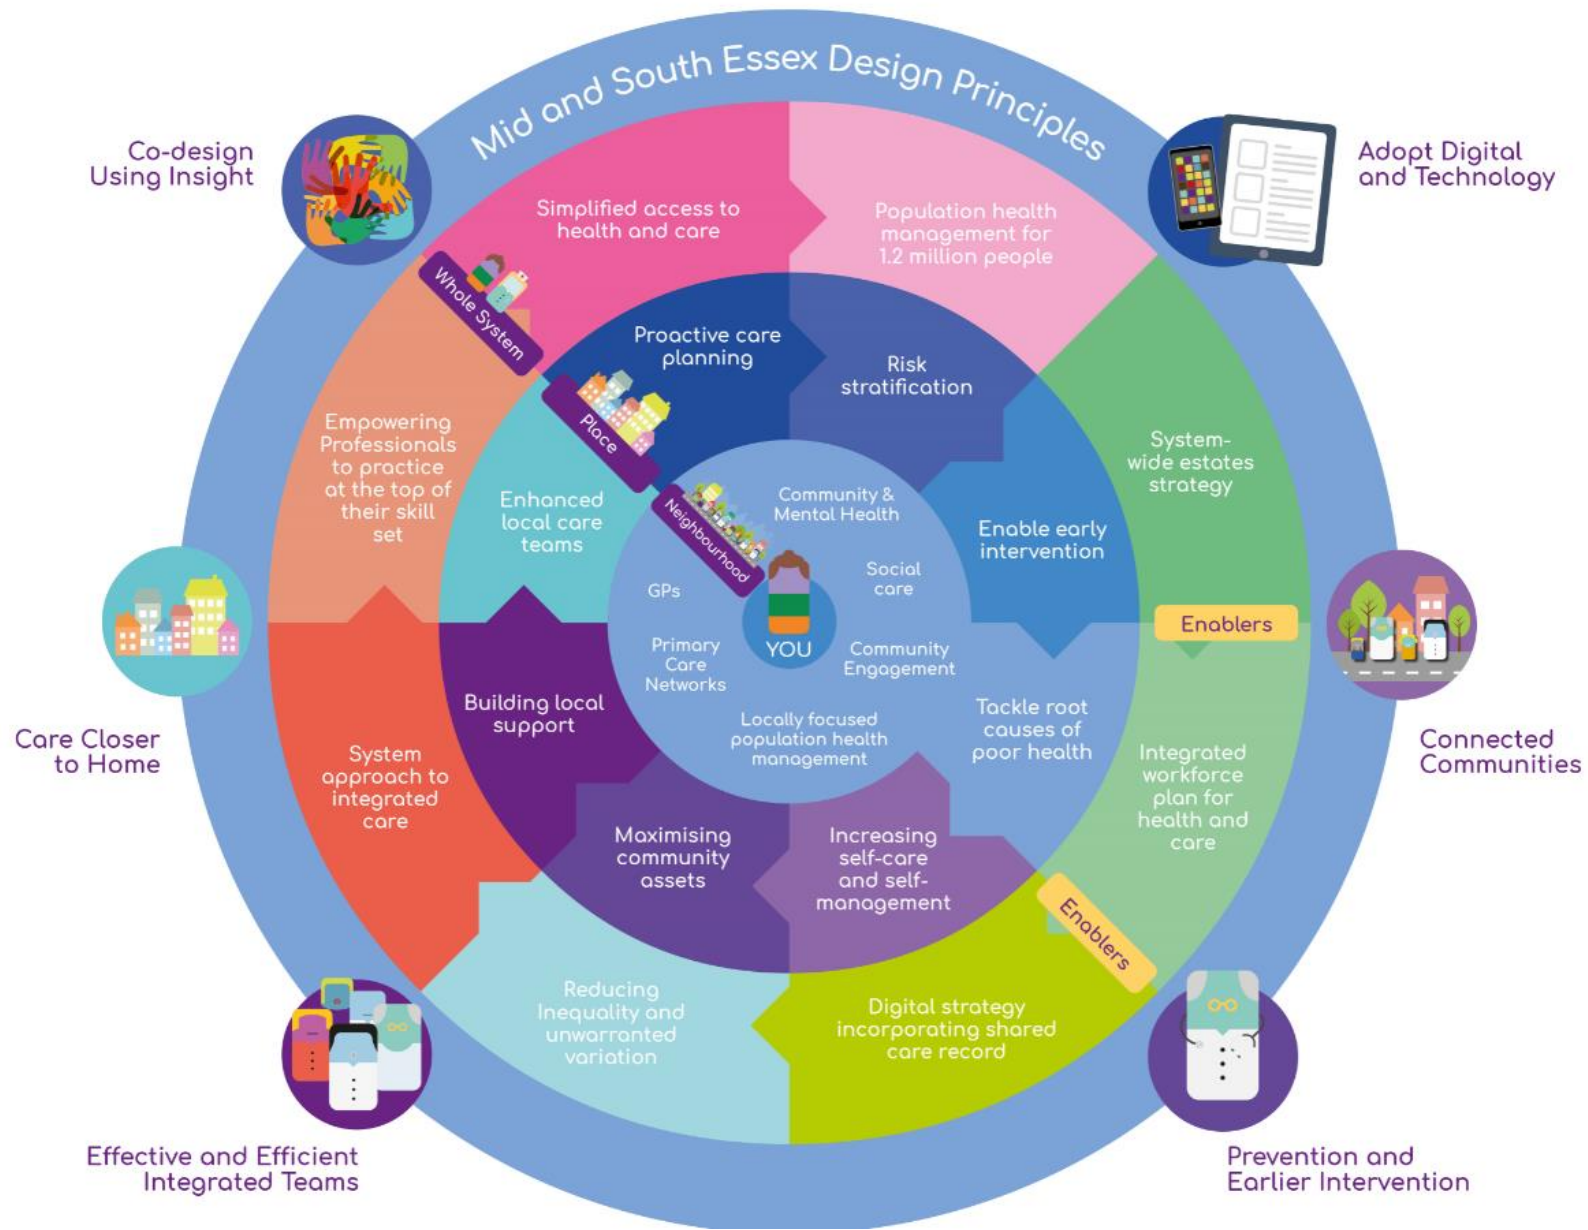 Mid and South Essex Design Principles
Co-design
Using Insight
Adopt Digital
and Technology
Simplified access to
health and care
Population health
management for
1.2 million people
Whole System
Proactive care
planning
Risk
stratification
Place
Empowering
Professionals
to practice
at the top of
their skill
set
System-
wide estates
strategy
Enhanced
local care
teams
Neighbourhood
Community &
Mental Health
Enable early
intervention
Social
care
GPs
YOU
Enablers
Primary
Care
Networks
Community
Engagement
Building local
support
Locally focused
population health
management
Tackle root
causes of
poor health
Care Closer
to Home
Connected
Communities
System
approach to
integrated
care
Integrated
workforce
plan for
health and
care
Maximising
community
assets
Increasing
self-care
and self-
management
Enablers
Reducing
Inequality and
unwarranted
variation
Digital strategy
incorporating shared
care record
Effective and Efficient
Integrated Teams
Prevention and
Earlier Intervention